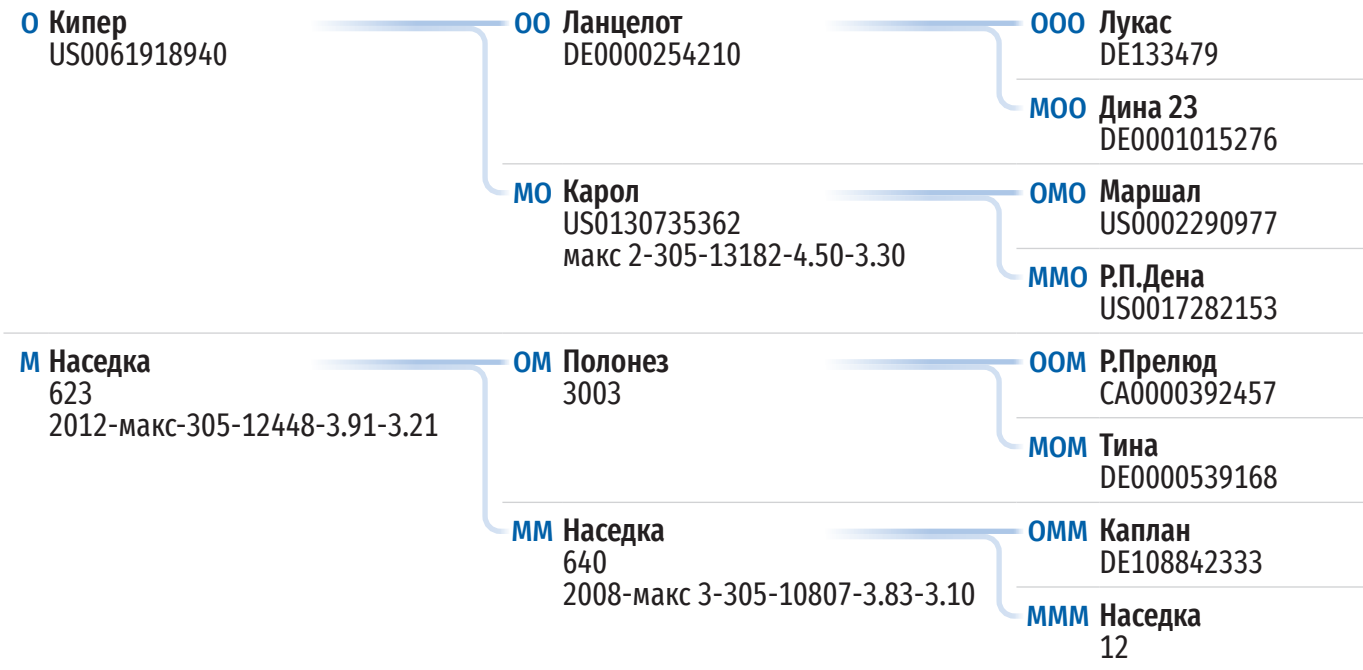 О Кипер
US0061918940
ОО Ланцелот
DE0000254210
ООО Лукас
DE133479
МОО Дина 23
DE0001015276
МО Карол
US0130735362
макс 2-305-13182-4.50-3.30
ОМО Маршал
US0002290977
ММО Р.П.Дена
US0017282153
М Наседка
623
2012-макс-305-12448-3.91-3.21
ОМ Полонез
3003
ООМ Р.Прелюд
CA0000392457
МОМ Тина
DE0000539168
ММ Наседка
640
2008-макс 3-305-10807-3.83-3.10
ОММ Каплан
DE108842333
МММ Наседка
12